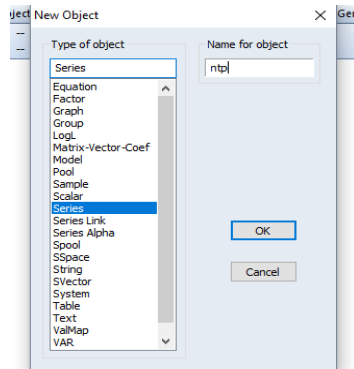 bject New Object Ger
--
--
Type of object Name for object
Series ntp
Equation
Factor
Graph
Group
LogL
Matrix-Vector-Coef
Model
Pool
Sample
Scalar
Series
Series Link
Series Alpha
Spool
SSpace
String
SVector
System
Table
Text
ValMap
VAR
OK
Cancel